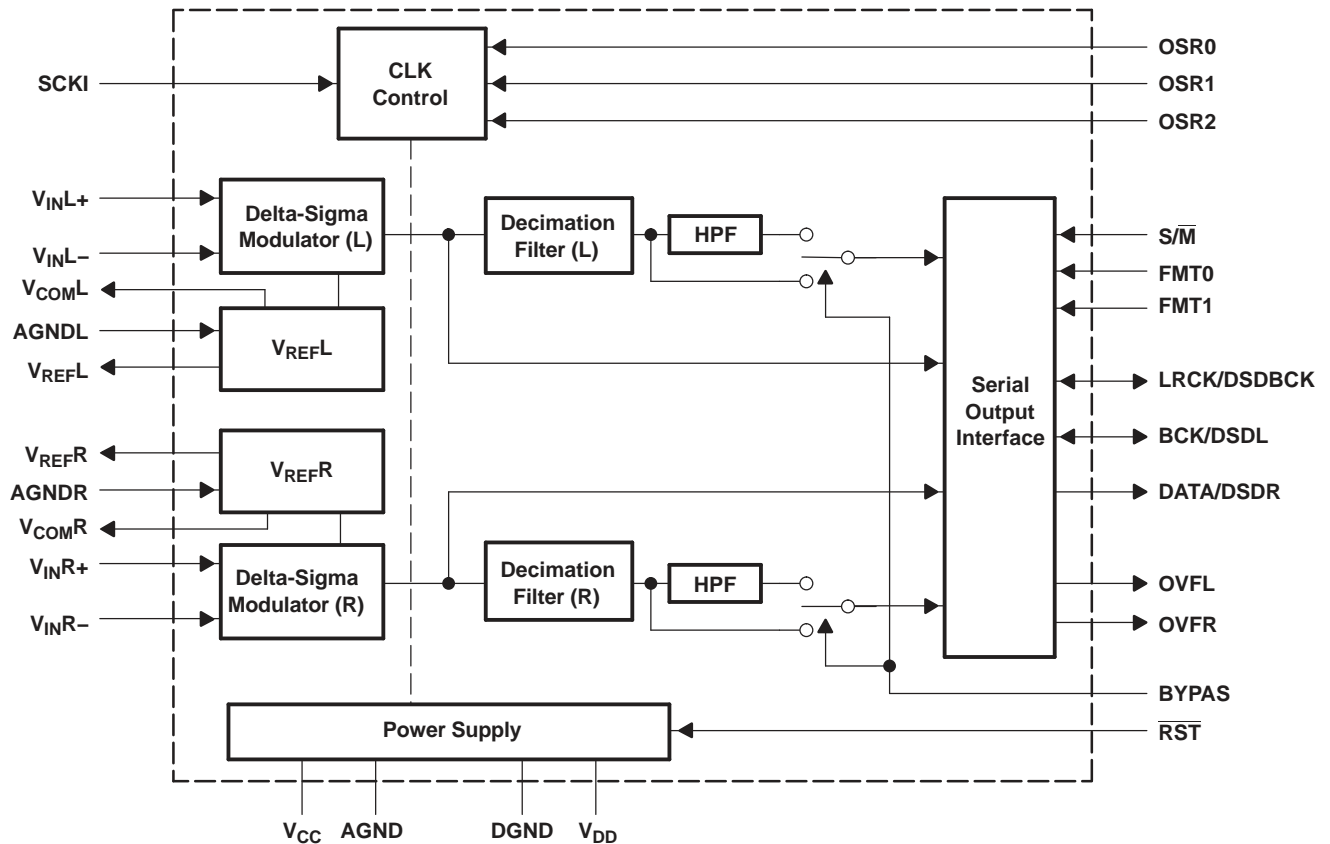 SCKI
CLK
Control
OSR0
OSR1
OSR2
VINL+
VINL−
VCOML
AGNDL
VREFL
Delta-Sigma
Modulator (L)
VREFL
Decimation
Filter (L)
HPF
VREFR
AGNDR
VCOMR
VINR+
VINR−
VREFR
Delta-Sigma
Modulator (R)
Decimation
Filter (R)
HPF
Serial
Output
Interface
S/M̅
FMT0
FMT1
LRCK/DSDBCK
BCK/DSDL
DATA/DSDR
OVFL
OVFR
BYPAS
R̅S̅T̅
Power Supply
VCC
AGND
DGND
VDD